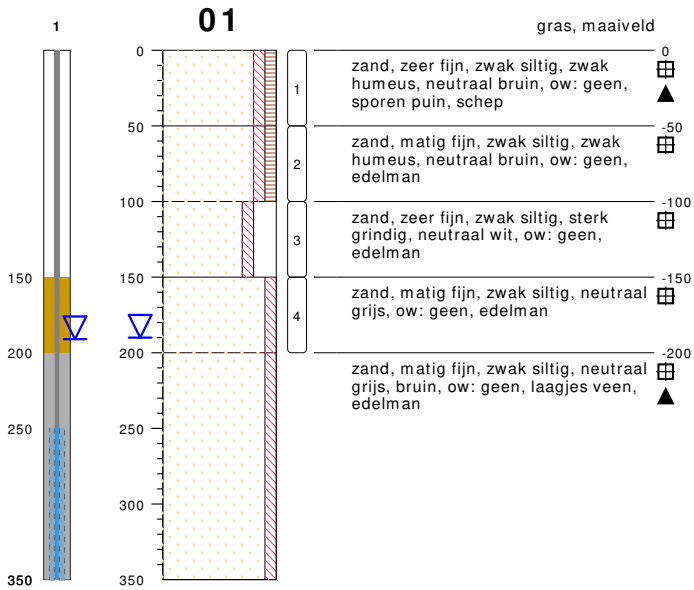 1
01
gras, maaiveld
0
50
100
150
200
250
300
350
150
200
250
350
1
2
3
4
0
zand, zeer fijn, zwak siltig, zwak
humeus, neutraal bruin, ow: geen,
sporen puin, schep
-50
zand, matig fijn, zwak siltig, zwak
humeus, neutraal bruin, ow: geen,
edelman
-100
zand, zeer fijn, zwak siltig, sterk
grindig, neutraal wit, ow: geen,
edelman
-150
zand, matig fijn, zwak siltig, neutraal
grijs, ow: geen, edelman
-200
zand, matig fijn, zwak siltig, neutraal
grijs, bruin, ow: geen, laagjes veen,
edelman